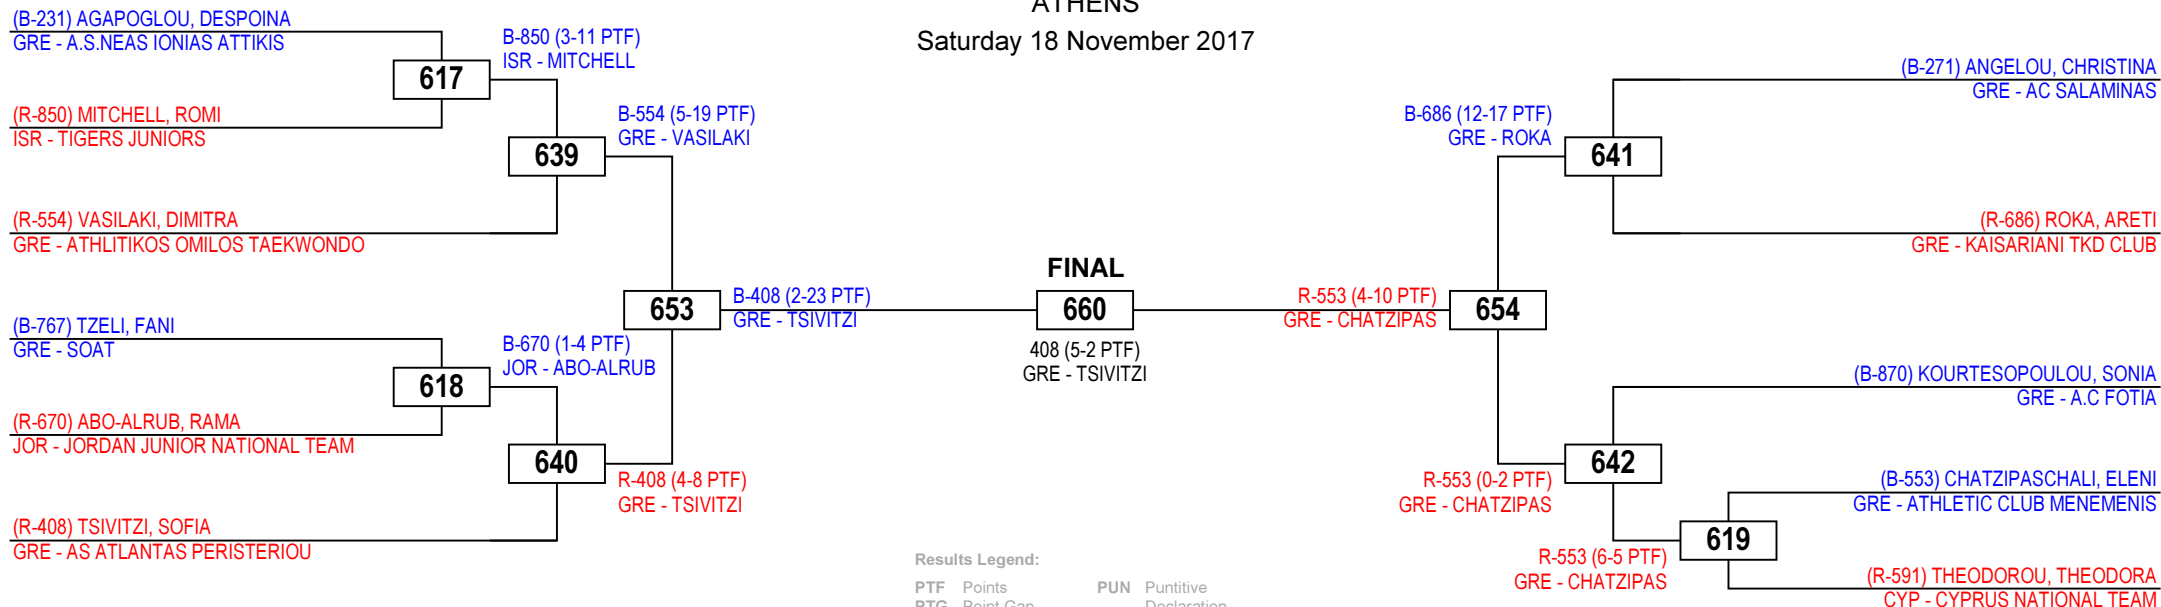 ATHENS
Saturday 18 November 2017
(B-231) AGAPOGLOU, DESPOINA
GRE - A.S.NEAS IONIAS ATTIKIS
617
(R-850) MITCHELL, ROMI
ISR - TIGERS JUNIORS
B-850 (3-11 PTF)
ISR - MITCHELL
639
(R-554) VASILAKI, DIMITRA
GRE - ATHLITIKOS OMILOS TAEKWONDO
B-554 (5-19 PTF)
GRE - VASILAKI
653
(B-767) TZELI, FANI
GRE - SOAT
618
(R-670) ABO-ALRUB, RAMA
JOR - JORDAN JUNIOR NATIONAL TEAM
B-670 (1-4 PTF)
JOR - ABO-ALRUB
640
(R-408) TSIVITZI, SOFIA
GRE - AS ATLANTAS PERISTERIOU
R-408 (4-8 PTF)
GRE - TSIVITZI
B-408 (2-23 PTF)
GRE - TSIVITZI
FINAL
660
408 (5-2 PTF)
GRE - TSIVITZI
R-553 (4-10 PTF)
GRE - CHATZIPAS
654
B-686 (12-17 PTF)
GRE - ROKA
641
(B-271) ANGELOU, CHRISTINA
GRE - AC SALAMINAS
(R-686) ROKA, ARETI
GRE - KAISARIANI TKD CLUB
R-553 (0-2 PTF)
GRE - CHATZIPAS
642
(B-870) KOURTESOPOULOU, SONIA
GRE - A.C FOTIA
R-553 (6-5 PTF)
GRE - CHATZIPAS
619
(B-553) CHATZIPASCHALI, ELENI
GRE - ATHLETIC CLUB MENEMENIS
(R-591) THEODOROU, THEODORA
CYP - CYPRUS NATIONAL TEAM
Results Legend:
PTF Points PUN Puntitive
PTG Point Gap Declaration